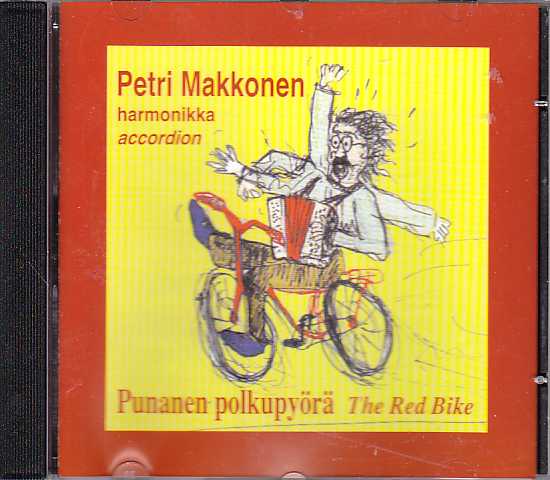 Petri Makkonen
harmonikka
accordion
Punanen polkupyörä The Red Bike